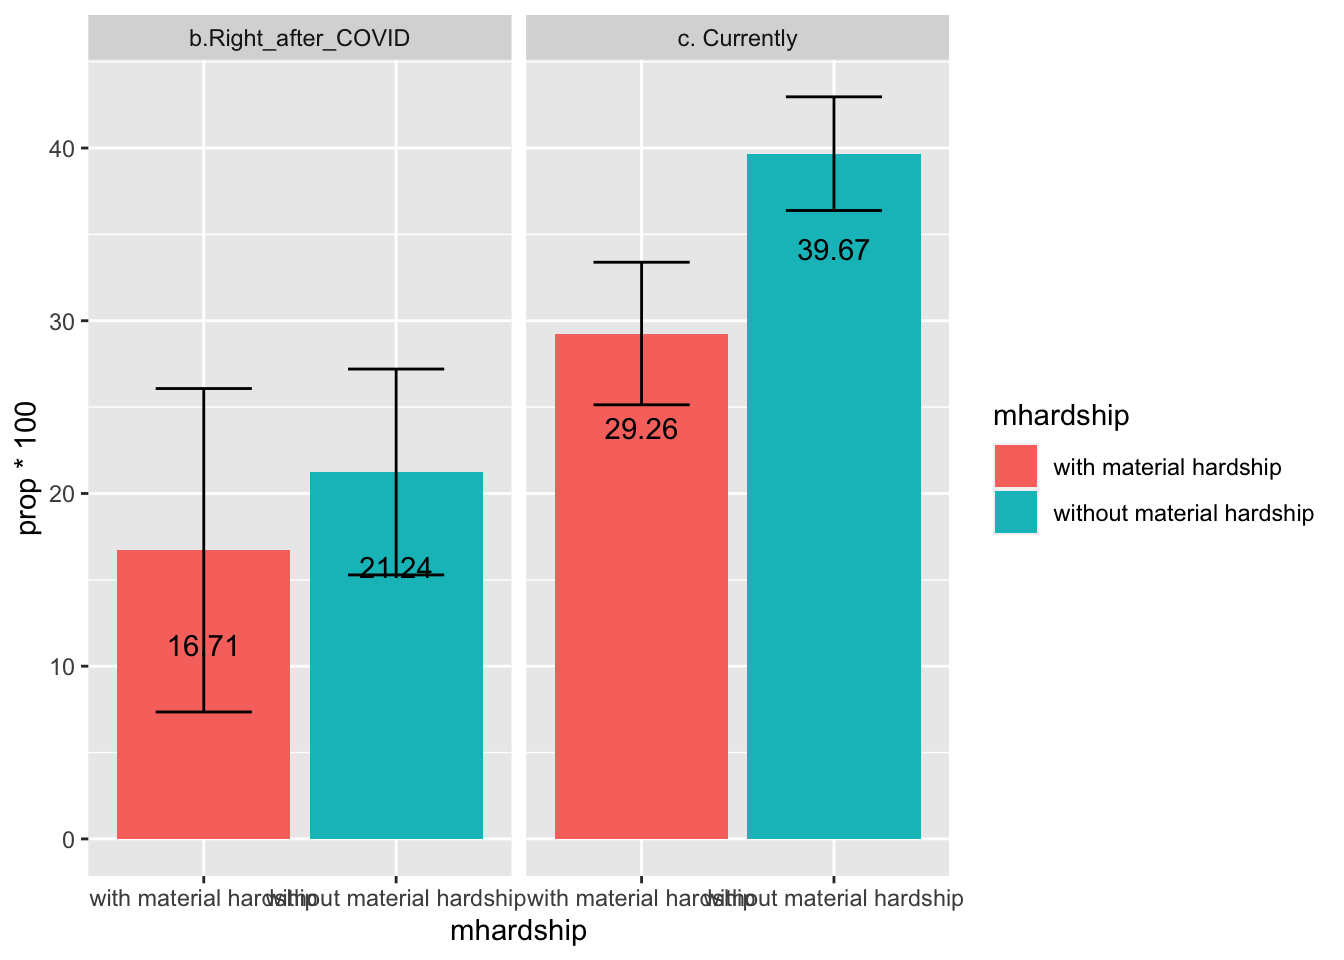 b.Right_after_COVID
c. Currently
prop * 100
40
30
20
10
0
16.71
21.24
29.26
39.67
with material hardship
without material hardship
with material hardship
without material hardship
mhardship
mhardship
with material hardship
without material hardship